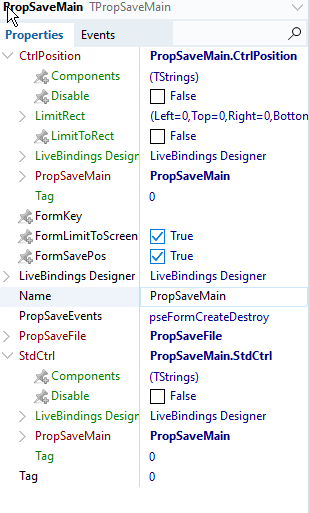 PropSaveMain TPropSaveMain
Properties Events
CtrlPosition PropSaveMain.CtrlPosition
Components (TStrings)
Disable False
LimitRect (Left=0,Top=0,Right=0,Bottom
LimitToRect False
LiveBindings Designer LiveBindings Designer
PropSaveMain PropSaveMain
Tag 0
FormKey
FormLimitToScreen True
FormSavePos True
LiveBindings Designer LiveBindings Designer
Name PropSaveMain
PropSaveEvents pseFormCreateDestroy
PropSaveFile PropSaveFile
StdCtrl PropSaveMain.StdCtrl
Components (TStrings)
Disable False
LiveBindings Designer LiveBindings Designer
PropSaveMain PropSaveMain
Tag 0
Tag 0